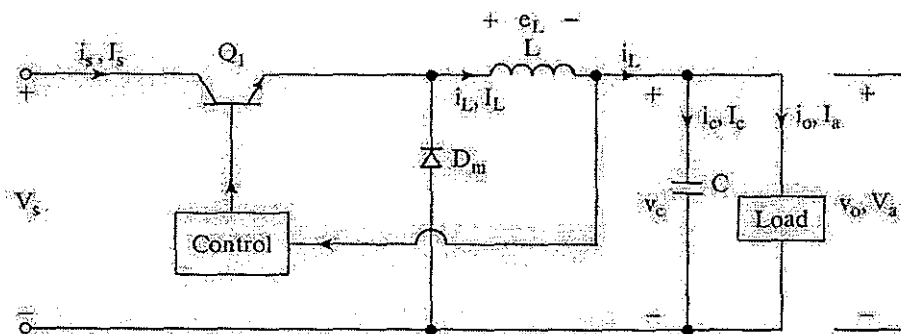 + e_L −
i_s, I_s
Q_1
L
i_L
+
i_L, I_L
+
i_c, I_c
i_o, I_a
+
D_m
V_s
C
v_c
Load
v_o, V_a
Control
−
−
−